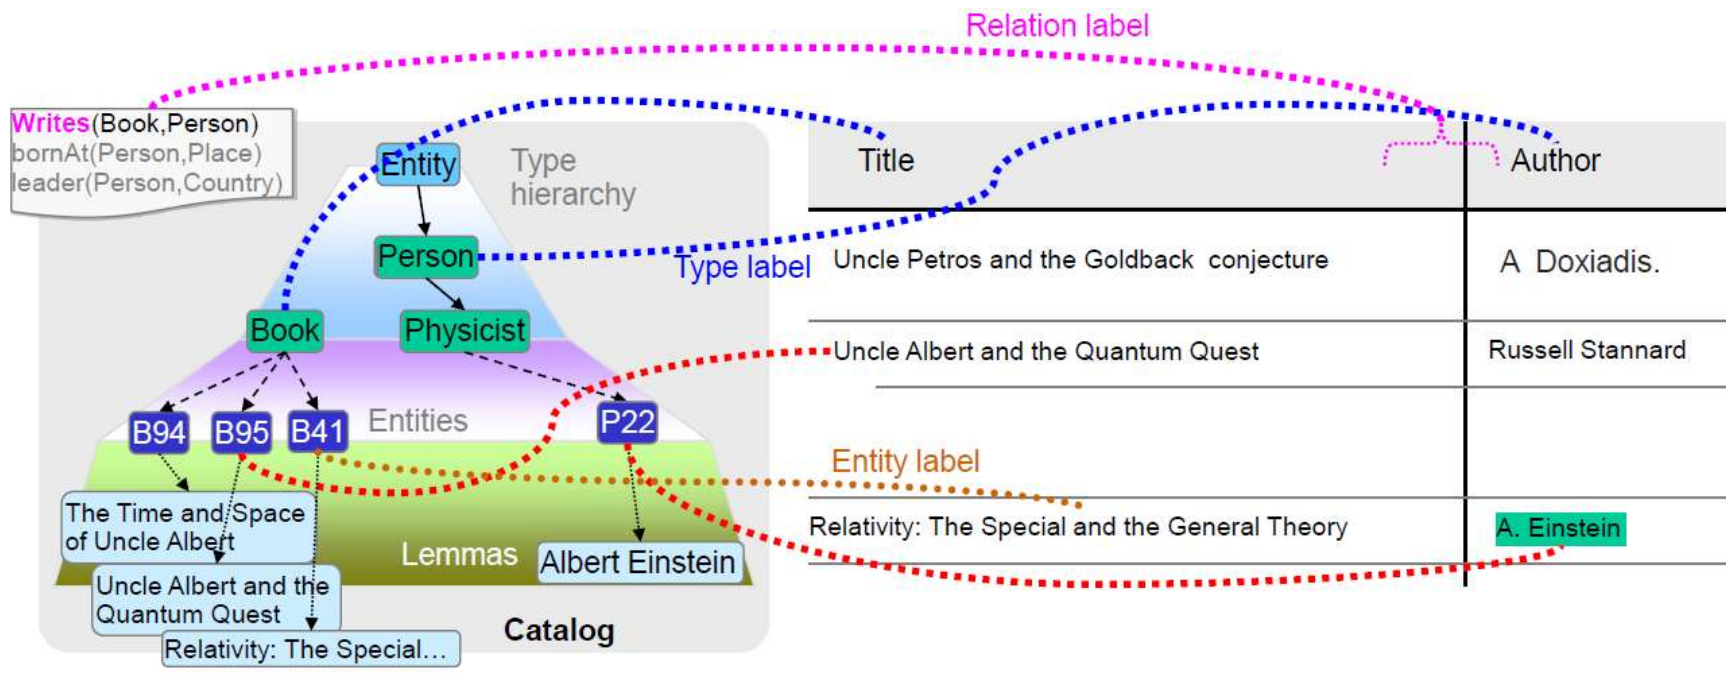 Relation label
Writes(Book,Person)
bornAt(Person,Place)
leader(Person,Country)
Entity
Type
hierarchy
Person
Type label
Book
Physicist
B94
B95
B41
Entities
P22
The Time and Space
of Uncle Albert
Lemmas
Albert Einstein
Uncle Albert and the
Quantum Quest
Relativity: The Special…
Catalog
Title
Author
Uncle Petros and the Goldback conjecture
A Doxiadis.
Uncle Albert and the Quantum Quest
Russell Stannard
Entity label
Relativity: The Special and the General Theory
A. Einstein